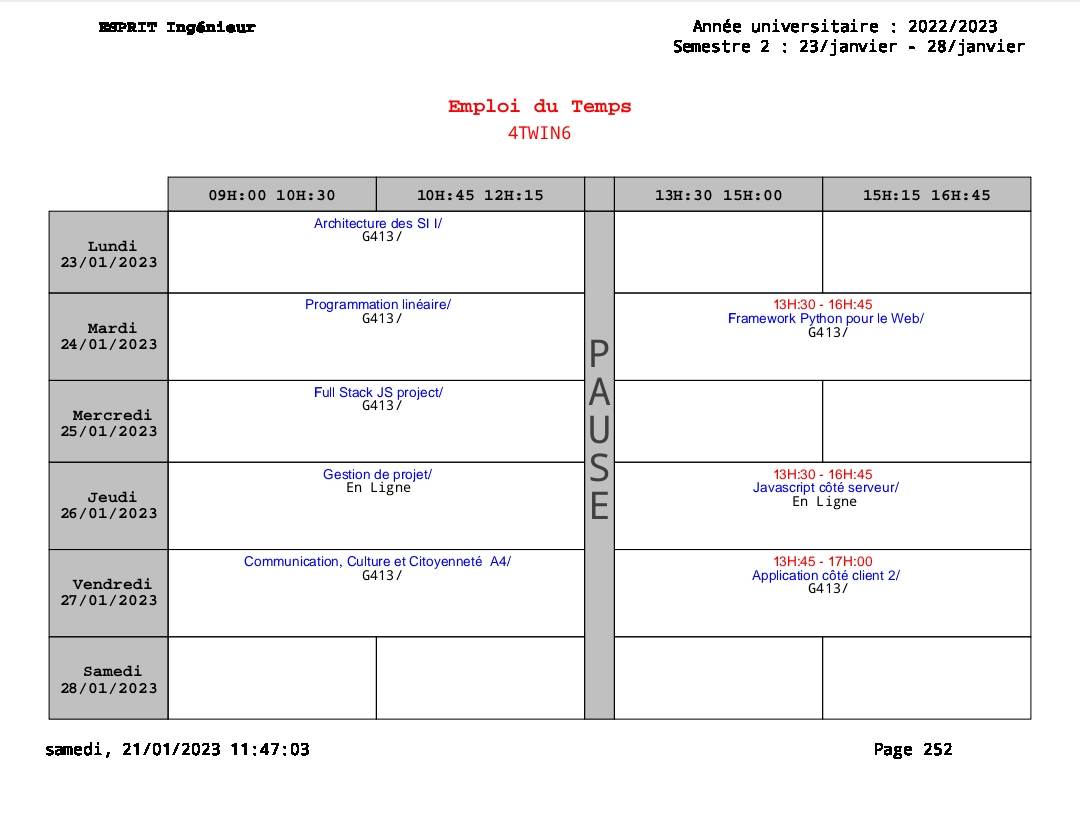 ESPRIT Ingénieur
Année universitaire : 2022/2023
Semestre 2 : 23/janvier - 28/janvier
Emploi du Temps
4TWIN6
09H:00 10H:30
10H:45 12H:15
13H:30 15H:00
15H:15 16H:45
PAUSE
Lundi
23/01/2023
Architecture des SI I/
G413/
Mardi
24/01/2023
Programmation linéaire/
G413/
13H:30 - 16H:45
Framework Python pour le Web/
G413/
Mercredi
25/01/2023
Full Stack JS project/
G413/
Jeudi
26/01/2023
Gestion de projet/
En Ligne
13H:30 - 16H:45
Javascript côté serveur/
En Ligne
Vendredi
27/01/2023
Communication, Culture et Citoyenneté  A4/
G413/
13H:45 - 17H:00
Application côté client 2/
G413/
Samedi
28/01/2023
samedi, 21/01/2023 11:47:03
Page 252